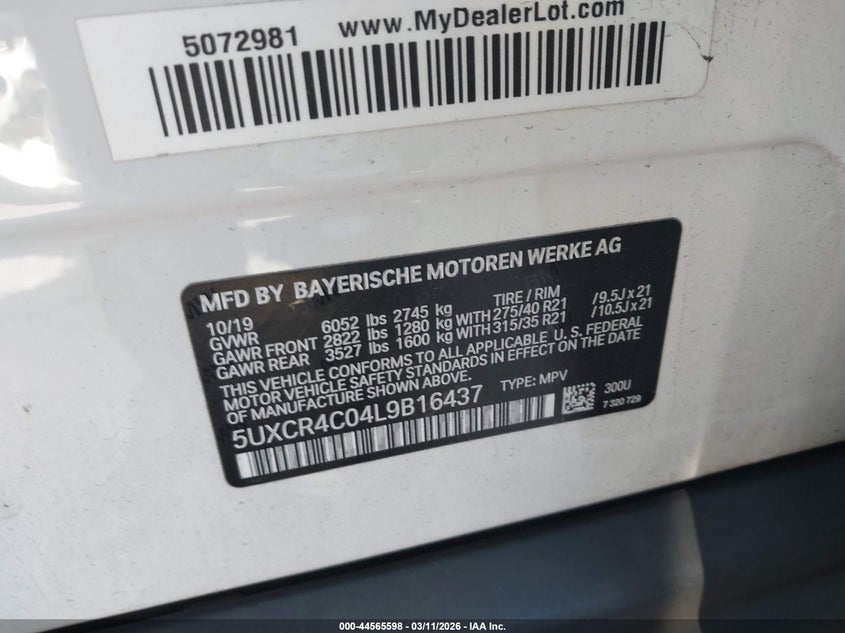 5072981 www.MyDealerLot.com
MFD BY BAYERISCHE MOTOREN WERKE AG
10/19 TIRE / RIM
GVWR 6052 lbs 2745 kg
GAWR FRONT 2822 lbs 1280 kg WITH 275/40 R21 /9.5J x 21
GAWR REAR 3527 lbs 1600 kg WITH 315/35 R21 /10.5J x 21
THIS VEHICLE CONFORMS TO ALL APPLICABLE U.S. FEDERAL
MOTOR VEHICLE SAFETY STANDARDS IN EFFECT ON THE DATE
OF MANUFACTURE SHOWN ABOVE.
5UXCR4C04L9B16437 TYPE: MPV
300U
7 320 729
000-44565598 - 03/11/2026 - IAA Inc.